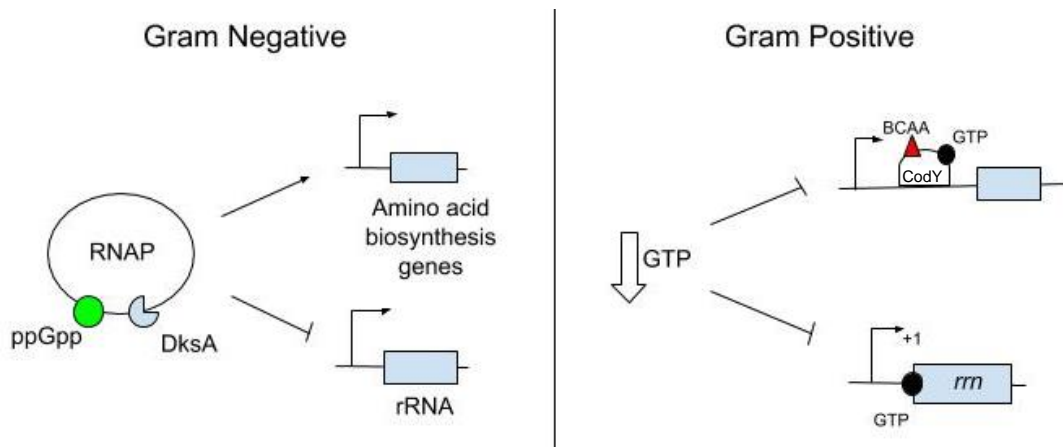 Gram Negative
RNAP
ppGpp
DksA
Amino acid
biosynthesis
genes
rRNA
Gram Positive
BCAA
GTP
CodY
GTP
+1
rrn
GTP